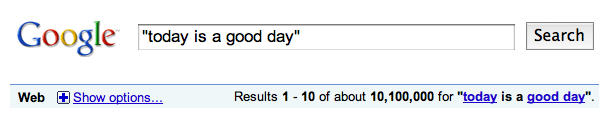 Google™ "today is a good day" Search
Web Show options... Results 1 - 10 of about 10,100,000 for "today is a good day".